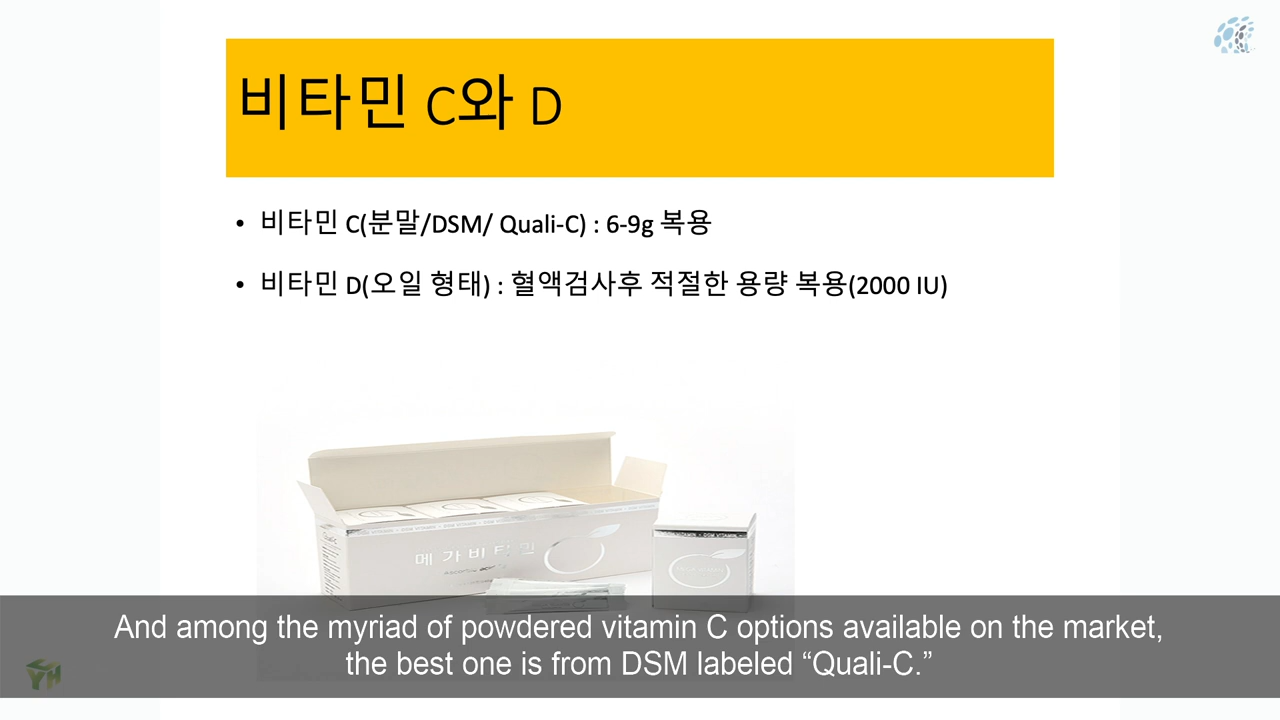 비타민 C와 D
• 비타민 C(분말/DSM/ Quali-C) : 6-9g 복용
• 비타민 D(오일 형태) : 혈액검사후 적절한 용량 복용(2000 IU)
메가비타민
And among the myriad of powdered vitamin C options available on the market,
the best one is from DSM labeled “Quali-C.”
YH